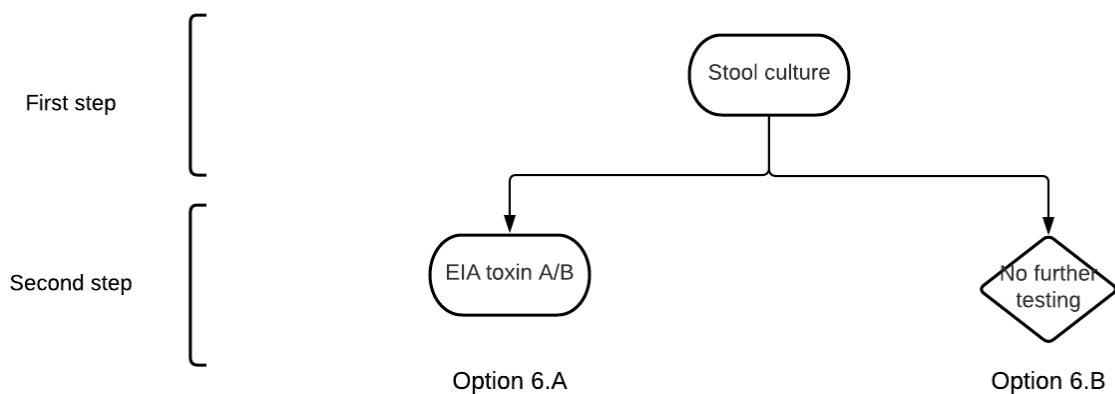 First step
Stool culture
Second step
EIA toxin A/B
No further
testing
Option 6.A
Option 6.B